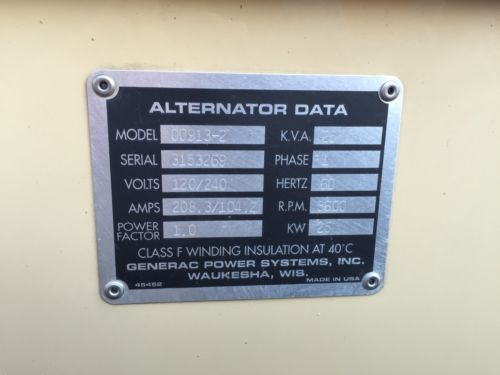 ALTERNATOR DATA
MODEL 00913-2 K.V.A. 25
SERIAL 3153269 PHASE 1
VOLTS 120/240 HERTZ 60
AMPS 208.3/104.2 R.P.M. 3600
POWER FACTOR 1.0 KW 25
CLASS F WINDING INSULATION AT 40°C
GENERAC POWER SYSTEMS, INC.
WAUKESHA, WIS.
45452 MADE IN USA